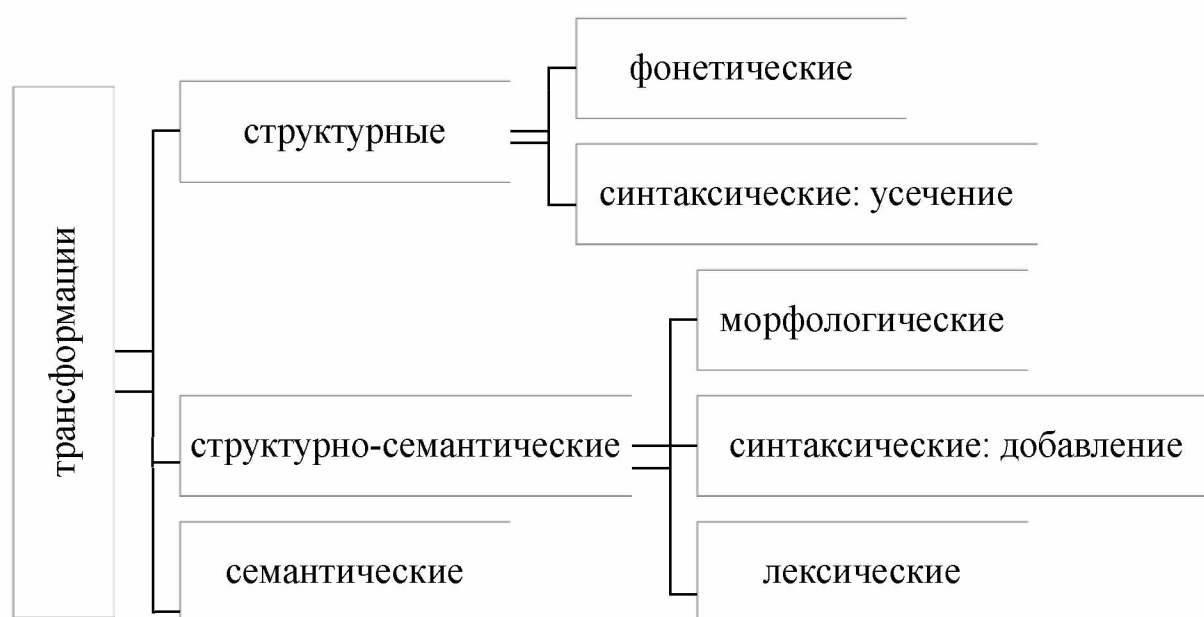 трансформации
структурные
фонетические
синтаксические: усечение
структурно-семантические
морфологические
синтаксические: добавление
лексические
семантические